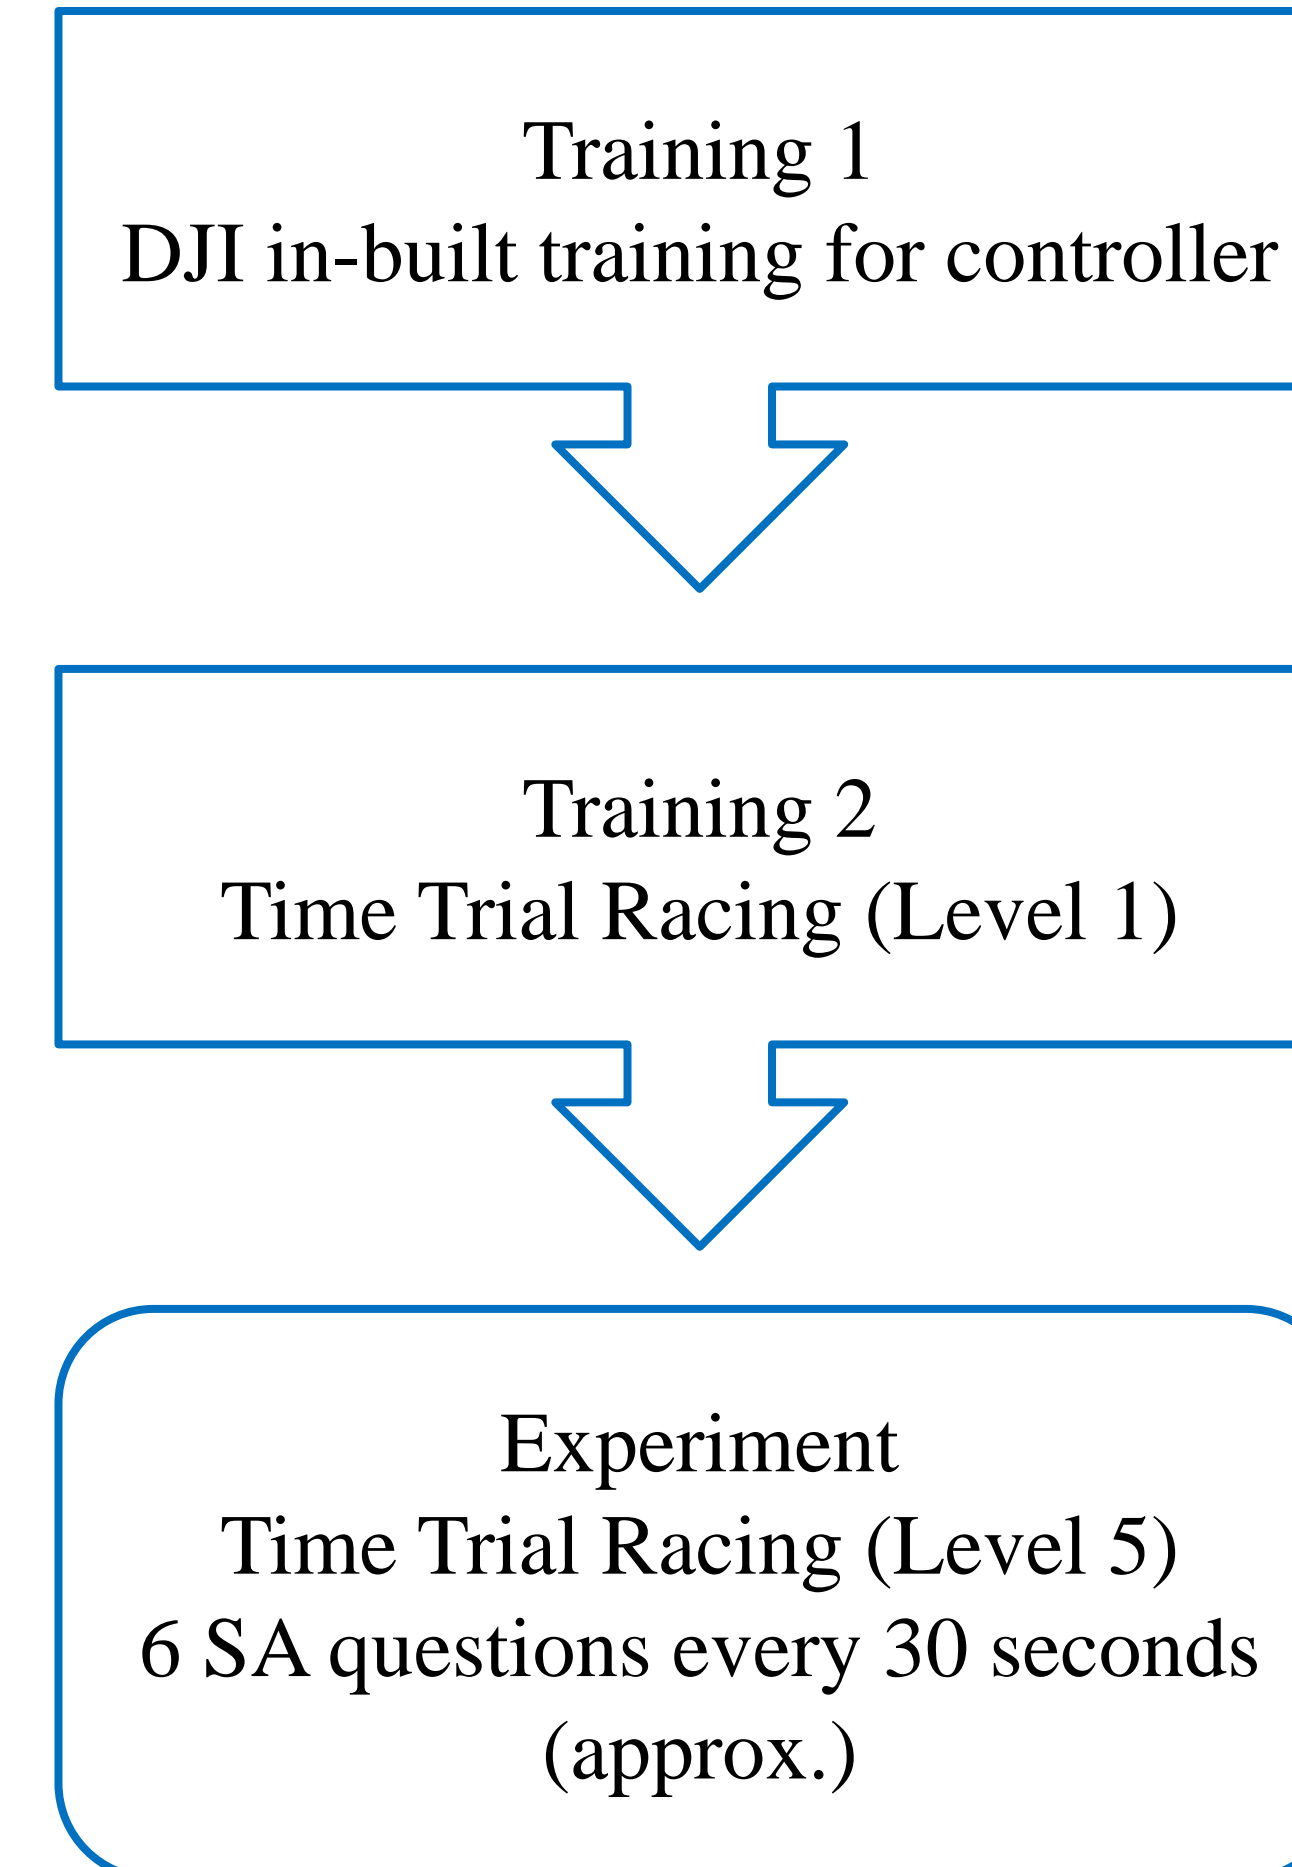 Training 1
DJI in-built training for controller
Training 2
Time Trial Racing (Level 1)
Experiment
Time Trial Racing (Level 5)
6 SA questions every 30 seconds
(approx.)